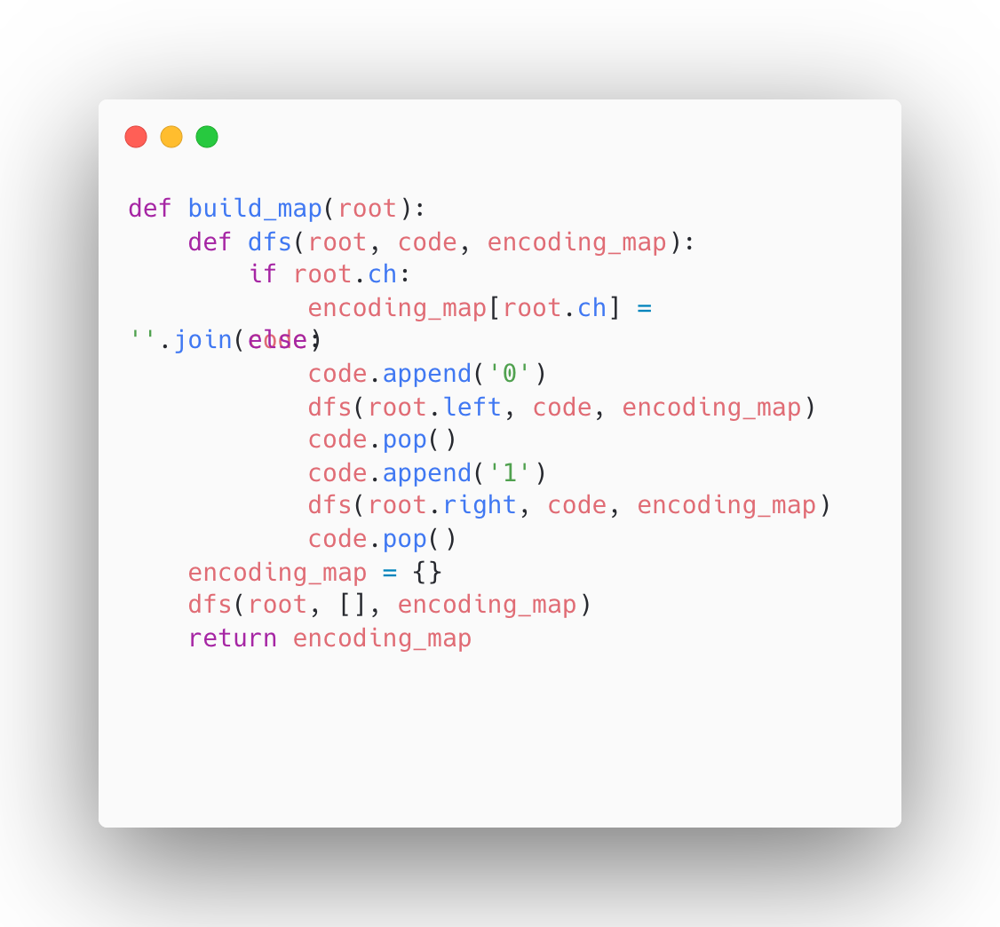 def build_map(root):
    def dfs(root, code, encoding_map):
        if root.ch:
            encoding_map[root.ch] =
''.join(code)
        else:
            code.append('0')
            dfs(root.left, code, encoding_map)
            code.pop()
            code.append('1')
            dfs(root.right, code, encoding_map)
            code.pop()
    encoding_map = {}
    dfs(root, [], encoding_map)
    return encoding_map